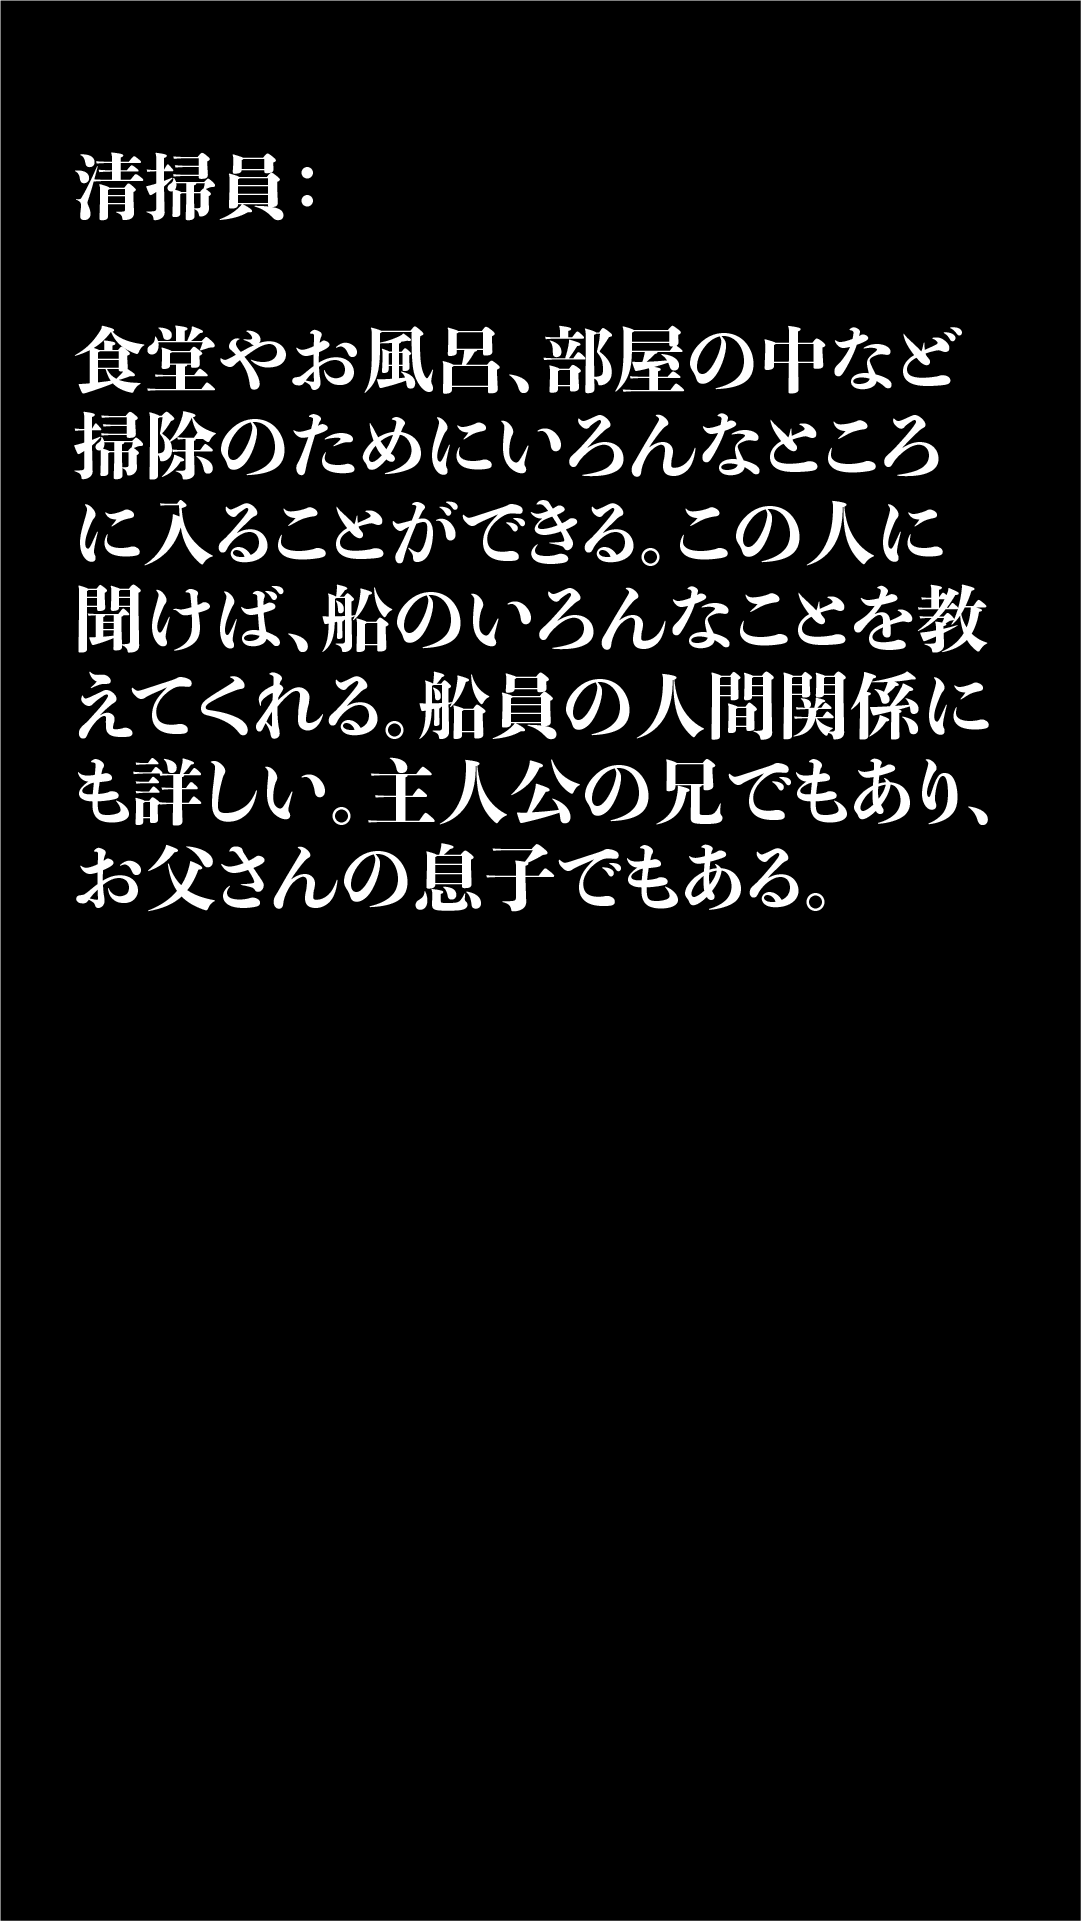 清掃員：
食堂やお風呂、部屋の中など
掃除のためにいろんなところ
に入ることができる。この人に
聞けば、船のいろんなことを教
えてくれる。船員の人間関係に
も詳しい。主人公の兄でもあり、
お父さんの息子でもある。